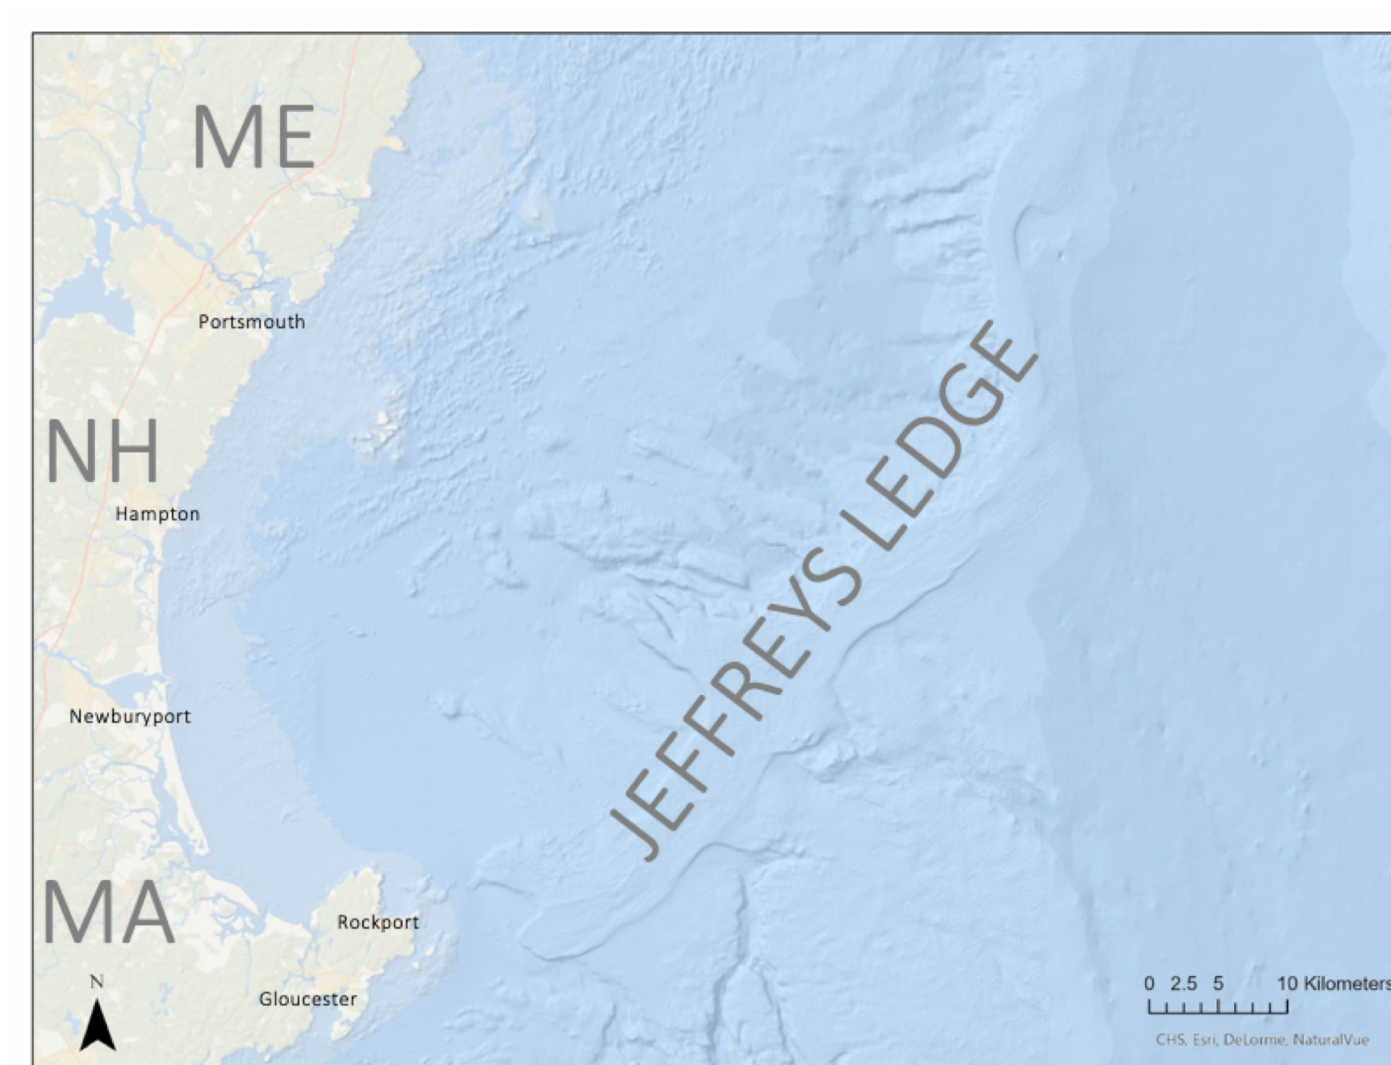 ME
Portsmouth
JEFFREYS LEDGE
NH
Hampton
Newburyport
MA
Rockport
N
Gloucester
0 2.5 5 10 Kilometers
CHS, Esri, DeLorme, NaturalVue